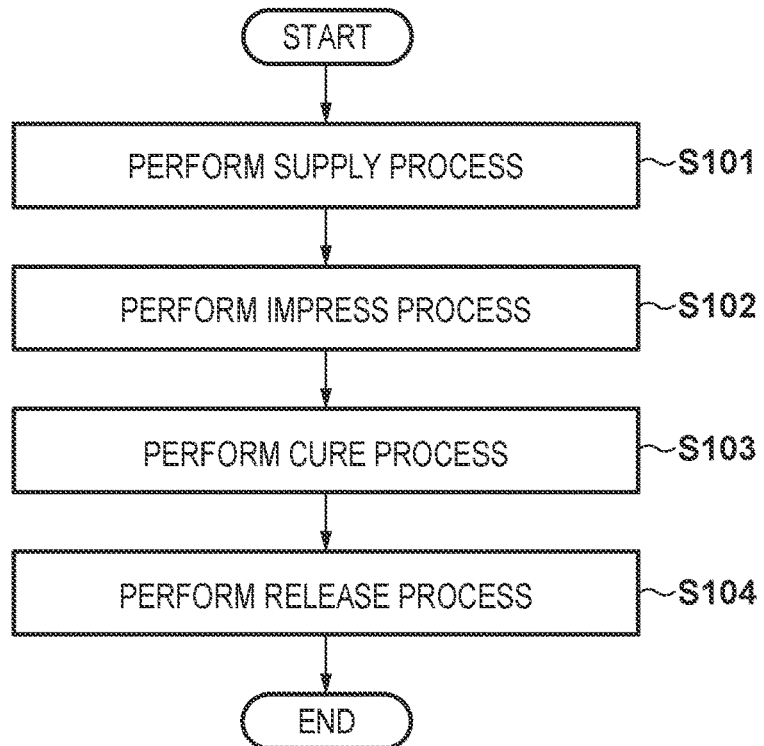 START
PERFORM SUPPLY PROCESS
S101
PERFORM IMPRESS PROCESS
S102
PERFORM CURE PROCESS
S103
PERFORM RELEASE PROCESS
S104
END